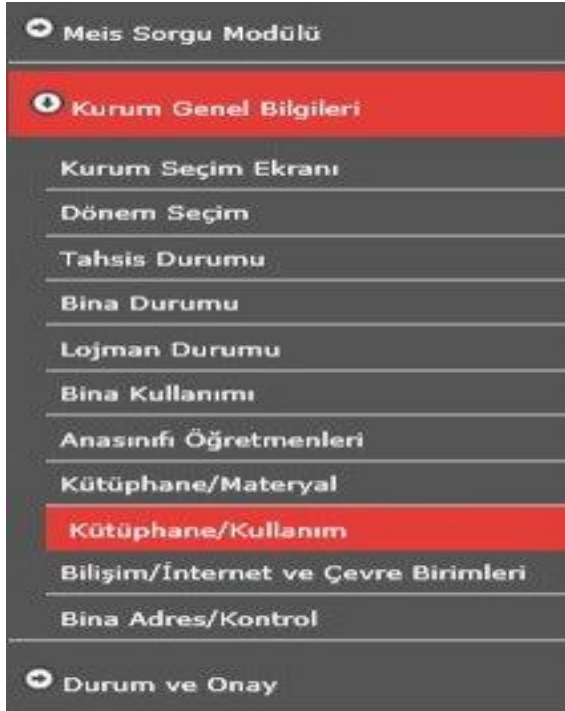 Meis Sorgu Modülü
Kurum Genel Bilgileri
Kurum Seçim Ekranı
Dönem Seçim
Tahsis Durumu
Bina Durumu
Lojman Durumu
Bina Kullanımı
Anasınıfı Öğretmenleri
Kütüphane/Materyal
Kütüphane/Kullanım
Bilişim/İnternet ve Çevre Birimleri
Bina Adres/Kontrol
Durum ve Onay